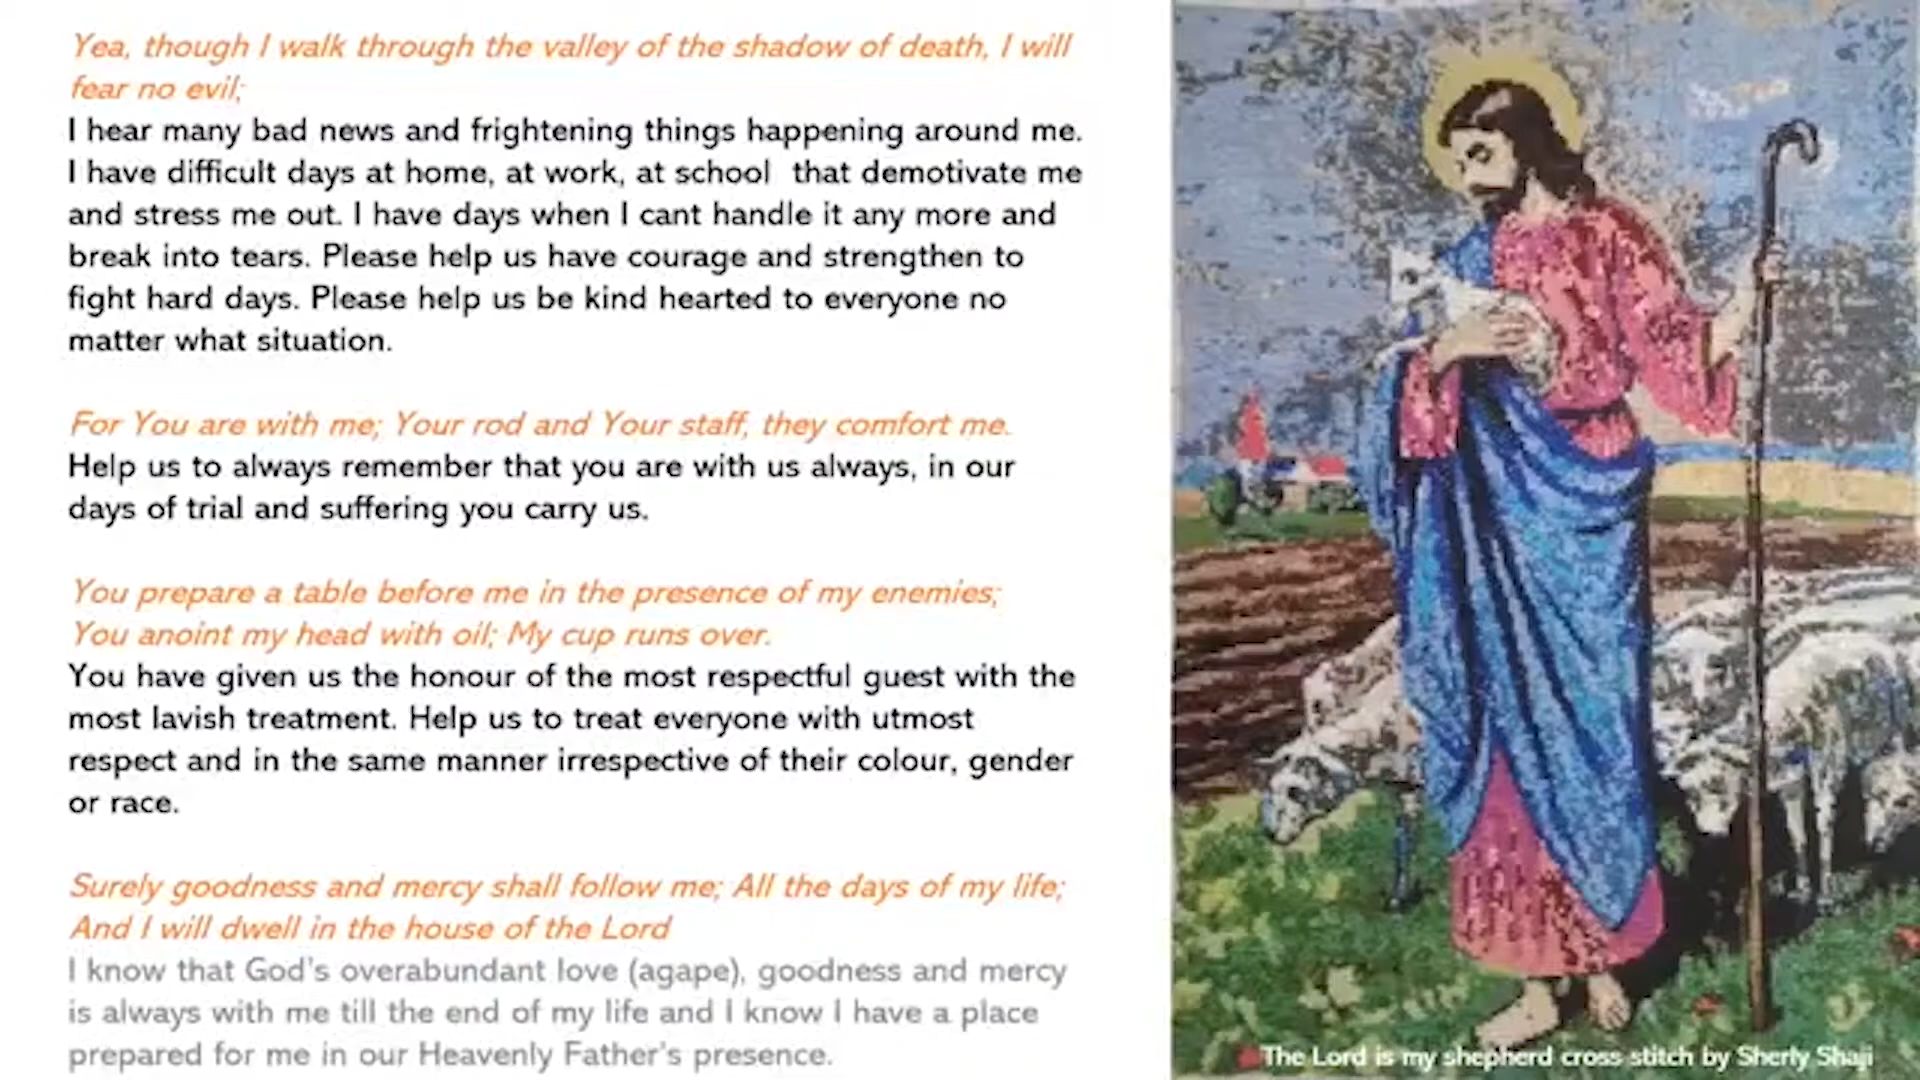 Yea, though I walk through the valley of the shadow of death, I will
fear no evil;
I hear many bad news and frightening things happening around me.
I have difficult days at home, at work, at school that demotivate me
and stress me out. I have days when I cant handle it any more and
break into tears. Please help us have courage and strengthen to
fight hard days. Please help us be kind hearted to everyone no
matter what situation.
For You are with me; Your rod and Your staff, they comfort me.
Help us to always remember that you are with us always, in our
days of trial and suffering you carry us.
You prepare a table before me in the presence of my enemies;
You anoint my head with oil; My cup runs over.
You have given us the honour of the most respectful guest with the
most lavish treatment. Help us to treat everyone with utmost
respect and in the same manner irrespective of their colour, gender
or race.
Surely goodness and mercy shall follow me; All the days of my life;
And I will dwell in the house of the Lord
I know that God's overabundant love (agape), goodness and mercy
is always with me till the end of my life and I know I have a place
prepared for me in our Heavenly Father's presence.
The Lord is my shepherd cross stitch by Sherly Shaji